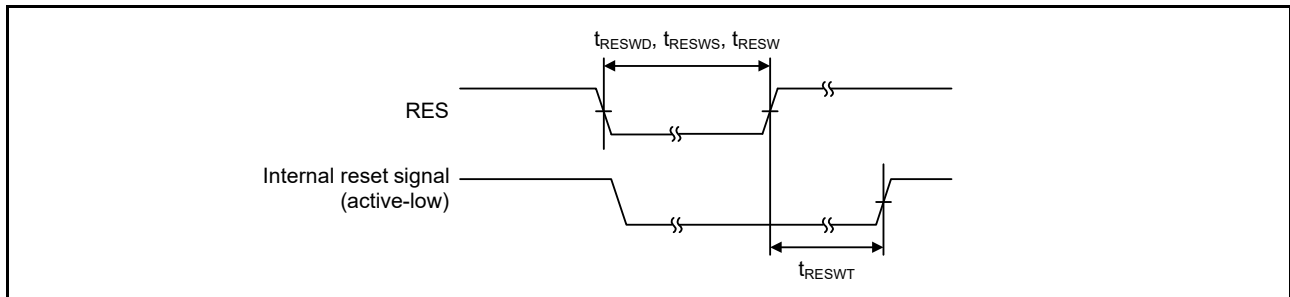 tRESWD, tRESWS, tRESW
RES
Internal reset signal
(active-low)
tRESWT